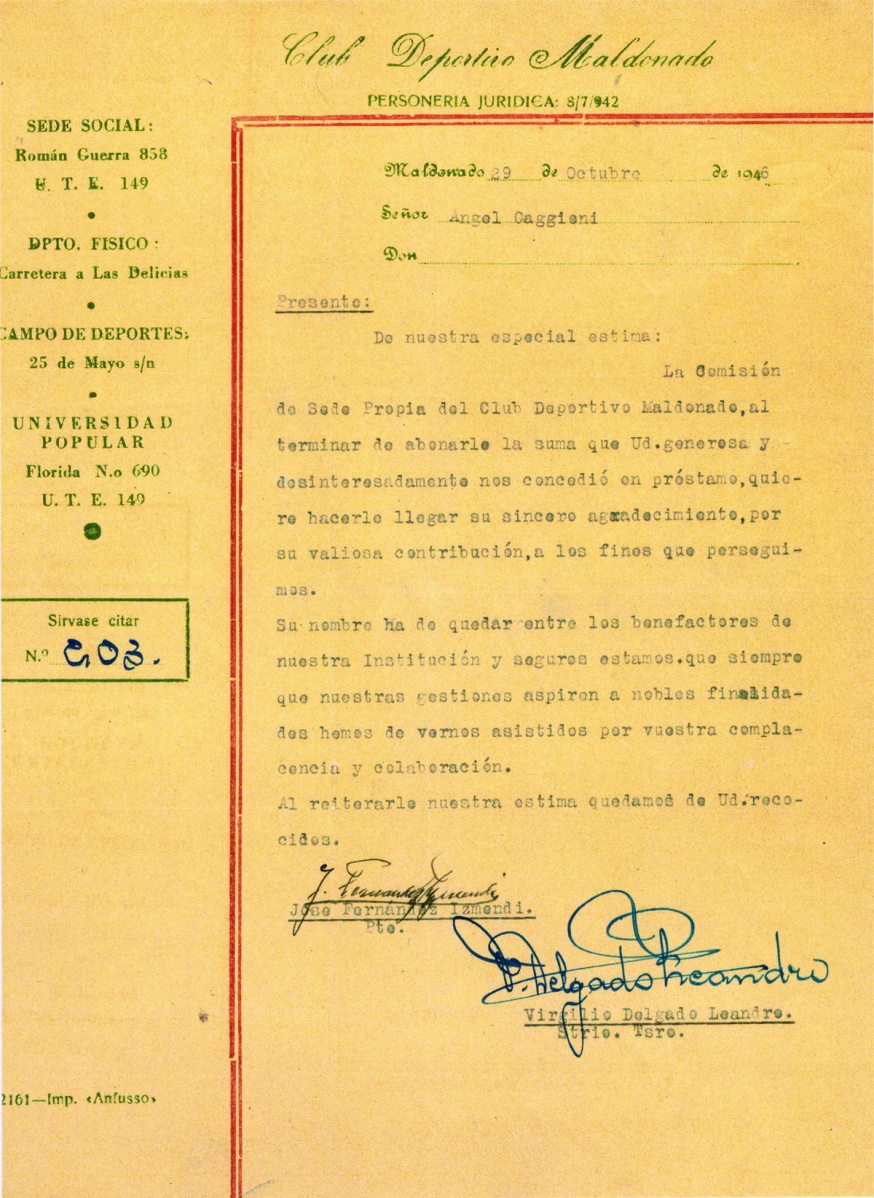 Club Deportivo Maldonado
PERSONERIA JURIDICA: 8/7/942
SEDE SOCIAL:
Román Guerra 858
U. T. E. 149
DPTO. FISICO:
Carretera a Las Delicias
CAMPO DE DEPORTES:
25 de Mayo s/n
UNIVERSIDAD
POPULAR
Florida N.o 690
U. T. E. 149
Sirvase citar
N.º 203.
2161—Imp. «Anfusso»
Maldonado 29 de Octubre de 1946
Señor Angel Gaggioni
Don
Presente:
De nuestra especial estima:
La Comisión
de Sede Propia del Club Deportivo Maldonado,al
terminar de abonarle la suma que Ud.generosa y -
desinteresadamente nos concedió en préstamo,quie-
re hacerle llegar su sincero agradecimiento,por
su valiosa contribución,a los fines que persegui-
mos.
Su nombre ha de quedar entre los benefactores de
nuestra Institución y seguros estamos.que siempre
que nuestras gestiones aspiren a nobles finalida-
des hemos de vernos asistidos por vuestra compla-
cencia y colaboración.
Al reiterarle nuestra estima quedamos de Ud.reco-
cidos.
J. Fernandez Izmendi
José Fernández Izmendi.
Pte.
V. Delgado Leandro
Virgilio Delgado Leandro.
Strio. Tsro.